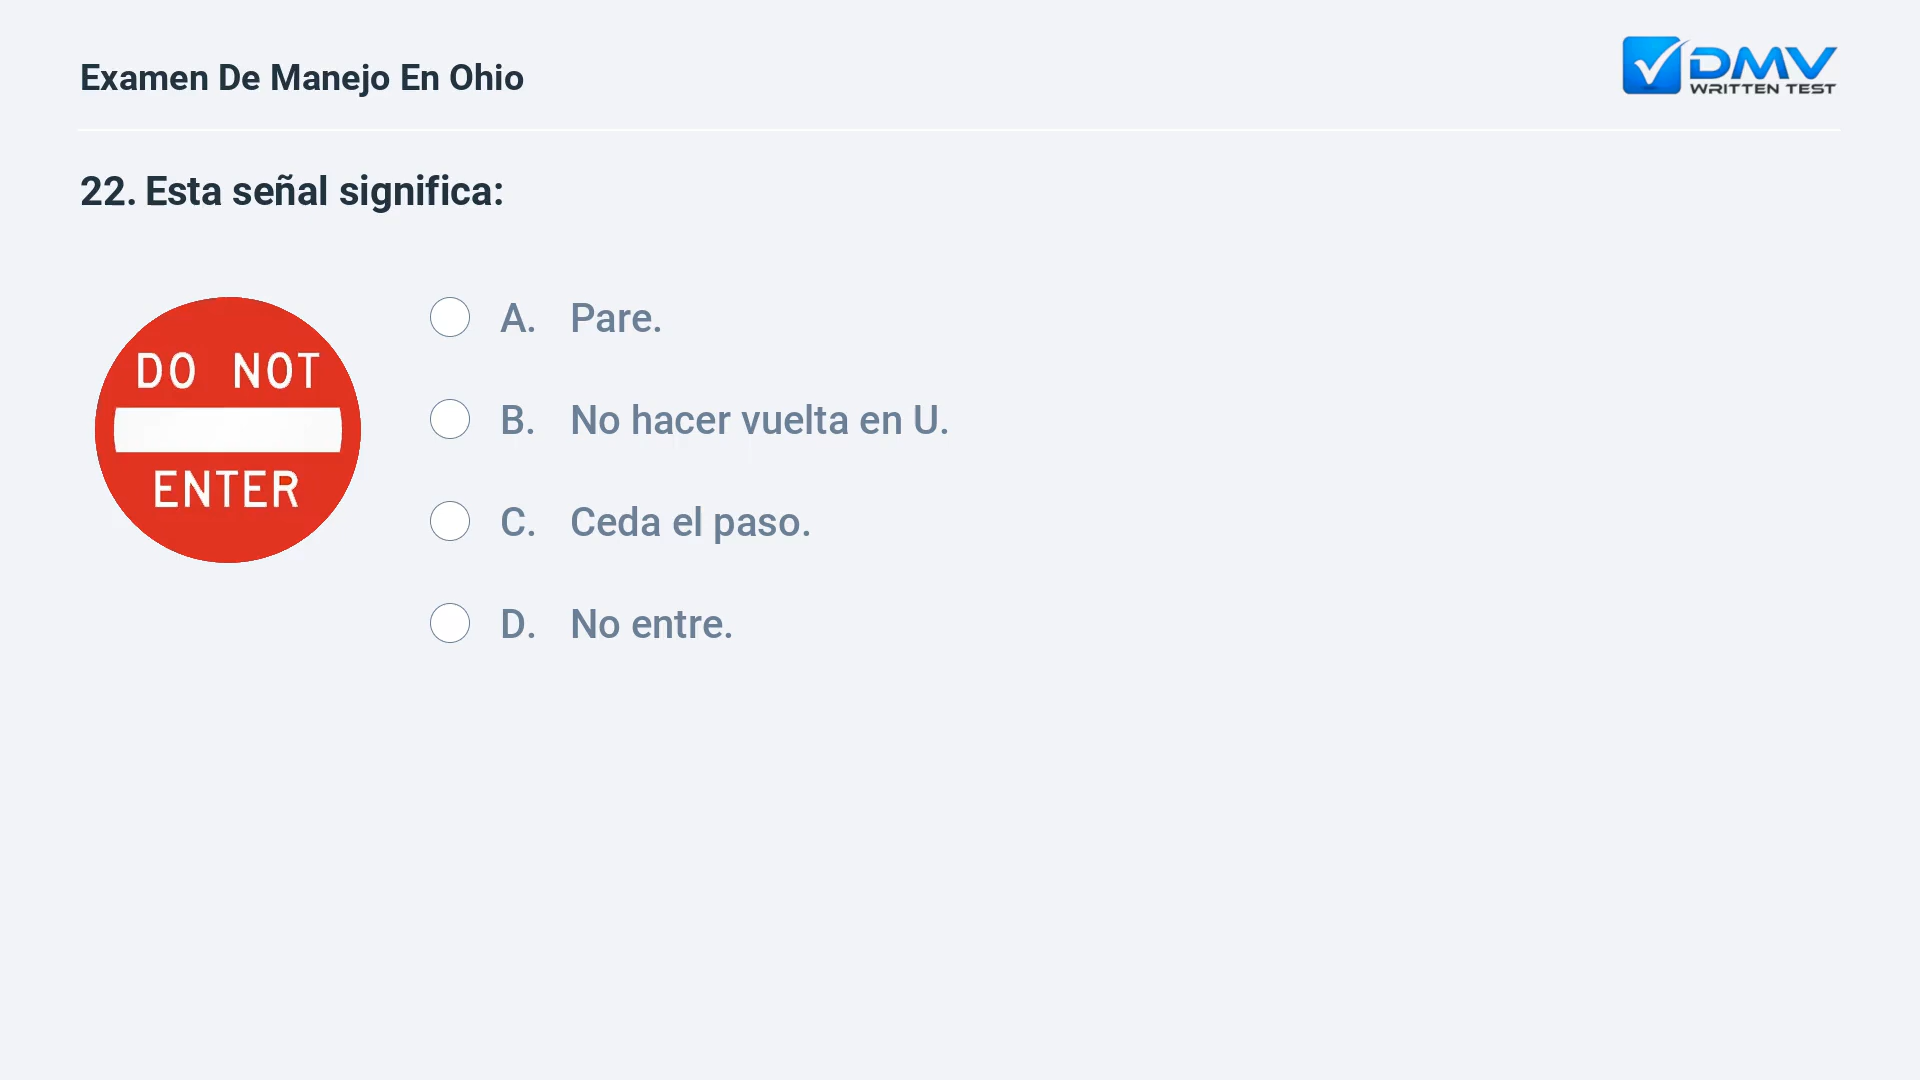 Examen De Manejo En Ohio
DMV
WRITTEN TEST
22. Esta señal significa:
DO NOT
ENTER
A. Pare.
B. No hacer vuelta en U.
C. Ceda el paso.
D. No entre.